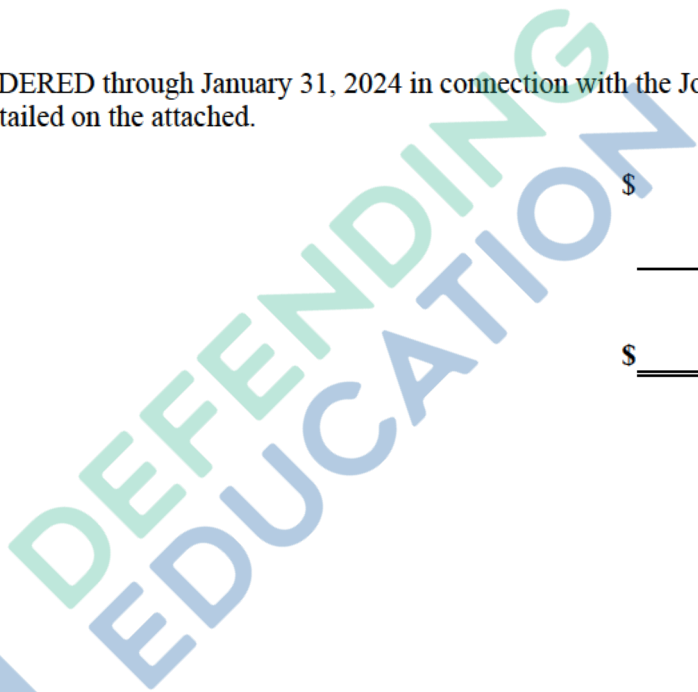 DERED through January 31, 2024 in connection with the Jo
tailed on the attached.
$
$
DEFENDING
EDUCATION